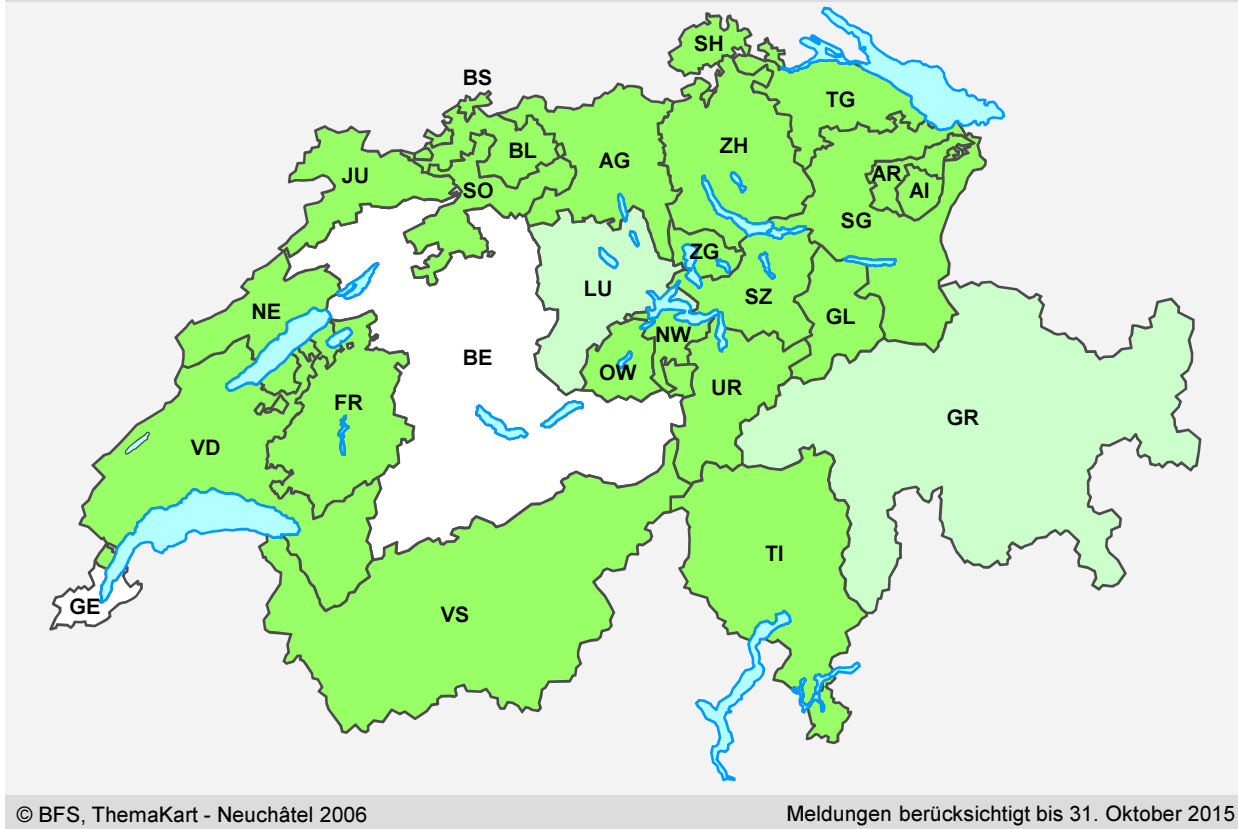 SH
BS
TG
BL
AG
ZH
JU
SO
AR
AI
SG
ZG
LU
SZ
NE
GL
NW
BE
OW
UR
FR
GR
VD
TI
GE
VS
© BFS, ThemaKart - Neuchâtel 2006
Meldungen berücksichtigt bis 31. Oktober 2015